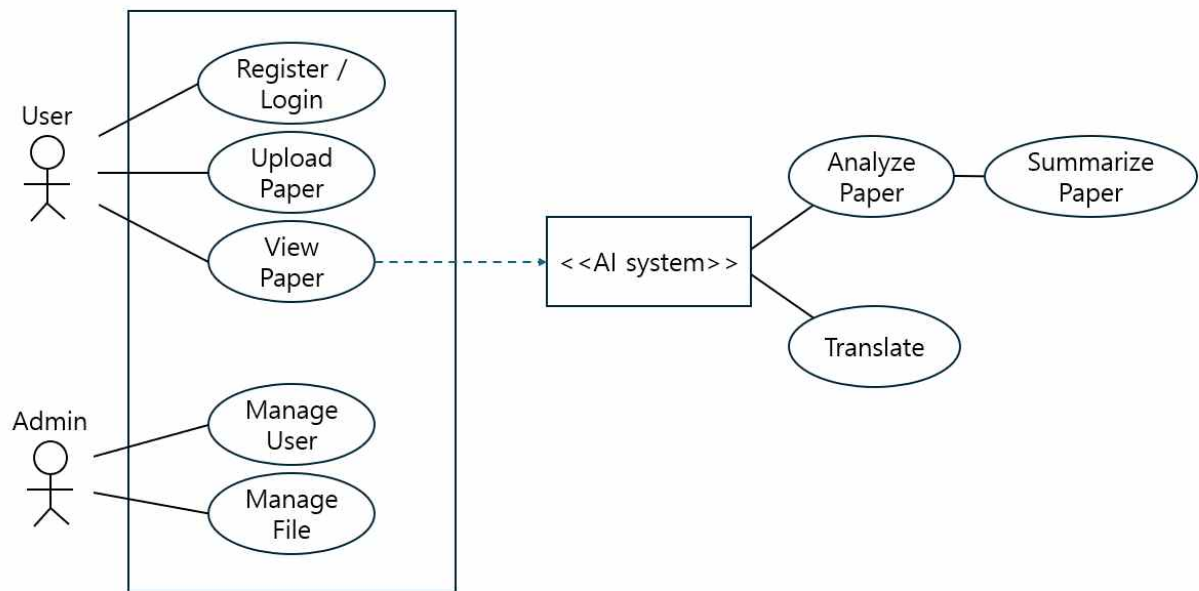 User
Register /
Login
Upload
Paper
View
Paper
<<AI system>>
Analyze
Paper
Summarize
Paper
Translate
Admin
Manage
User
Manage
File